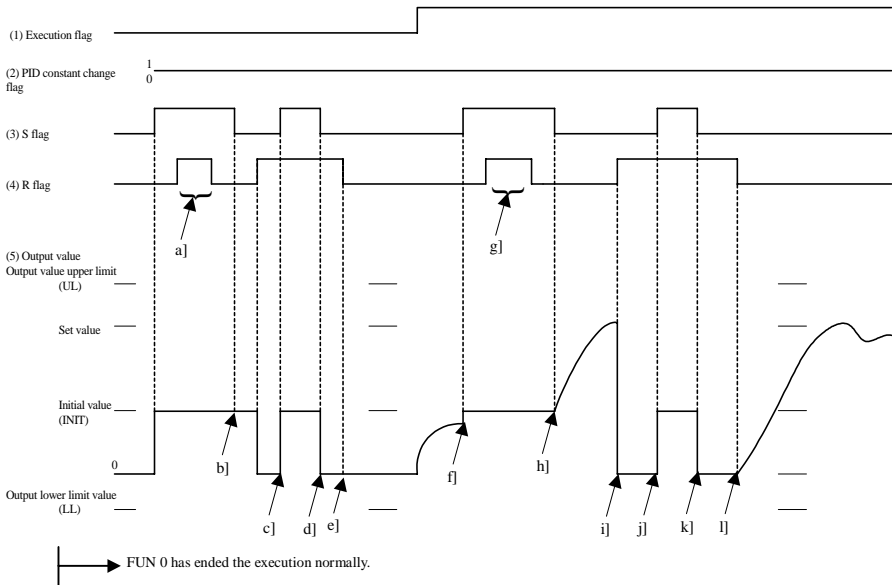 (1) Execution flag
1
(2) PID constant change
0
flag
(3) S flag
(4) R flag
a]
g]
(5) Output value
Output value upper limit
(UL)
Set value
Initial value
(INIT)
b]
h]
0
f]
c]
d]
e]
i]
j]
k]
l]
Output lower limit value
(LL)
FUN 0 has ended the execution normally.